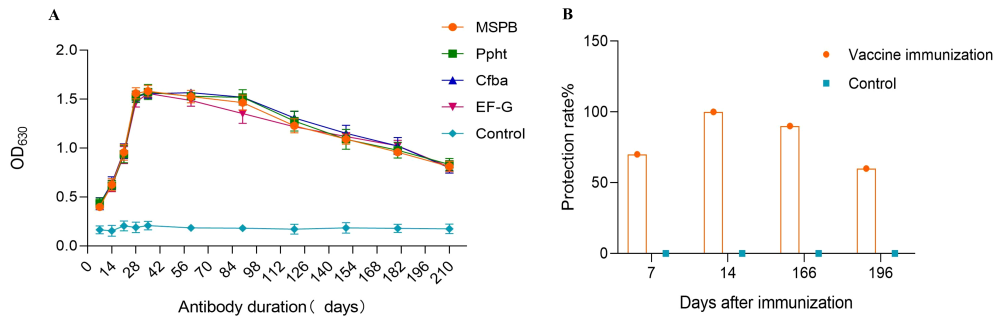 A
MSPB
Ppht
Cfba
EF-G
Control
OD630
2.0
1.5
1.0
0.5
0.0
0 14 28 42 56 70 84 98 112 126 140 154 168 182 196 210
Antibody duration( days)
B
Vaccine immunization
Control
Protection rate%
150
100
50
0
7 14 166 196
Days after immunization